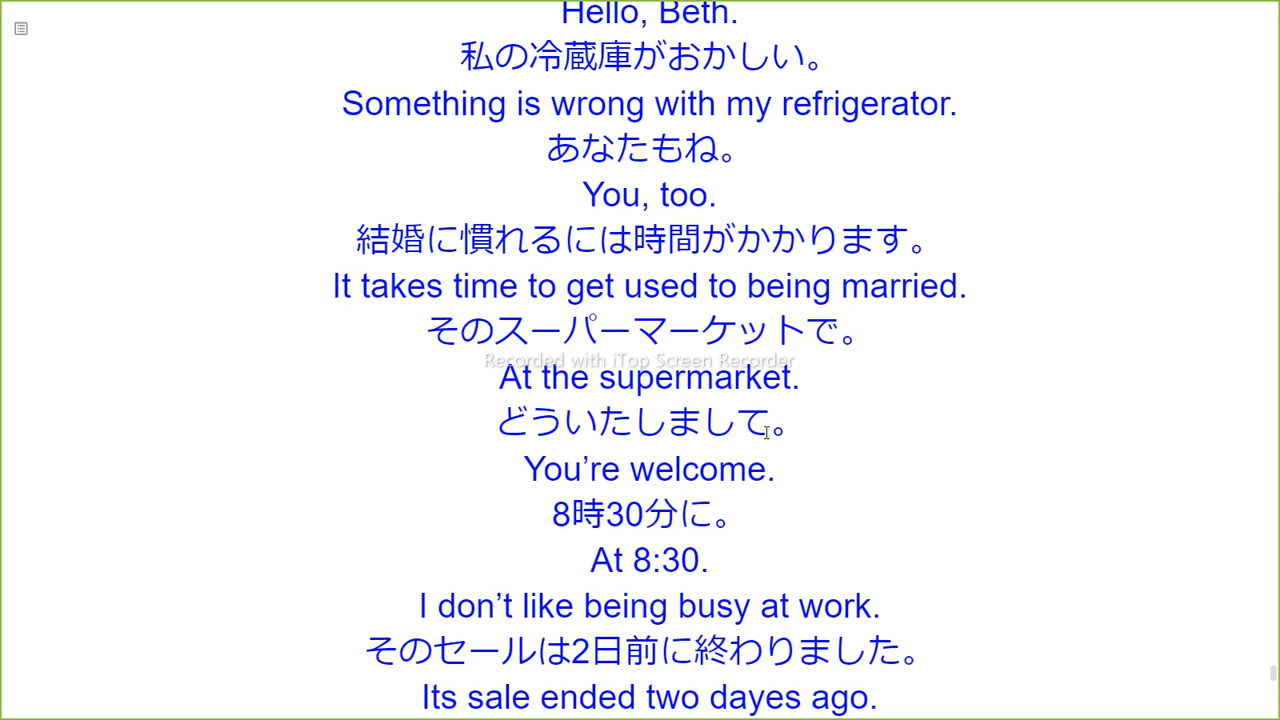 Hello, Beth.
私の冷蔵庫がおかしい。
Something is wrong with my refrigerator.
あなたもね。
You, too.
結婚に慣れるには時間がかかります。
It takes time to get used to being married.
そのスーパーマーケットで。
Recorded with iTop Screen Recorder
At the supermarket.
どういたしまして。
You’re welcome.
8時30分に。
At 8:30.
I don’t like being busy at work.
そのセールは2日前に終わりました。
Its sale ended two dayes ago.